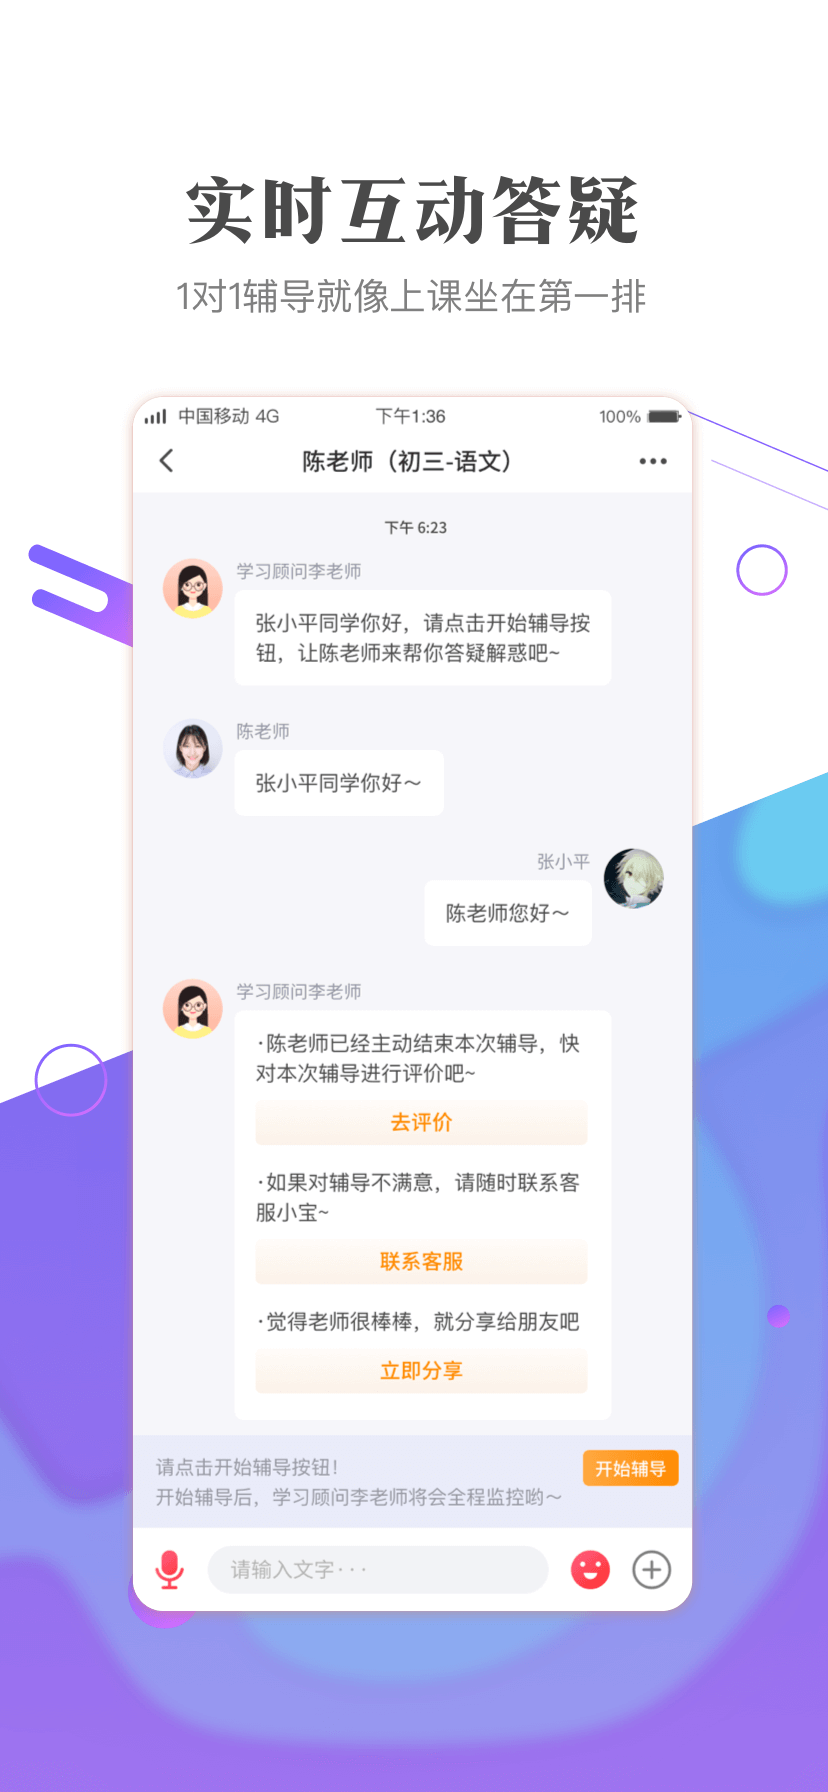 实时互动答疑
1对1辅导就像上课坐在第一排
中国移动 4G 下午1:36 100%
陈老师（初三-语文）
下午 6:23
学习顾问李老师
张小平同学你好，请点击开始辅导按
钮，让陈老师来帮你答疑解惑吧~
陈老师
张小平同学你好～
张小平
陈老师您好～
学习顾问李老师
·陈老师已经主动结束本次辅导，快
对本次辅导进行评价吧~
去评价
·如果对辅导不满意，请随时联系客
服小宝~
联系客服
·觉得老师很棒棒，就分享给朋友吧
立即分享
请点击开始辅导按钮！
开始辅导后，学习顾问李老师将会全程监控哟～
开始辅导
请输入文字···